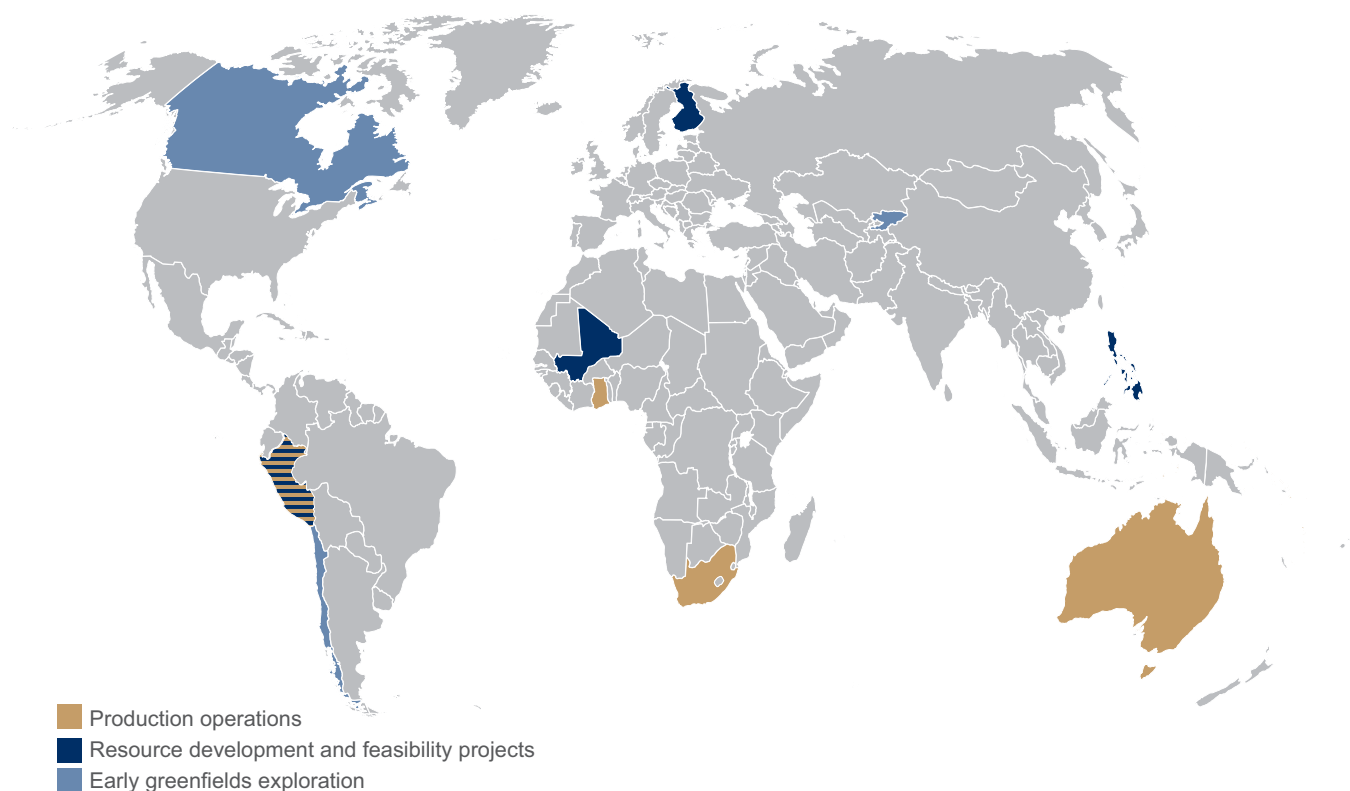 Production operations
Resource development and feasibility projects
Early greenfields exploration